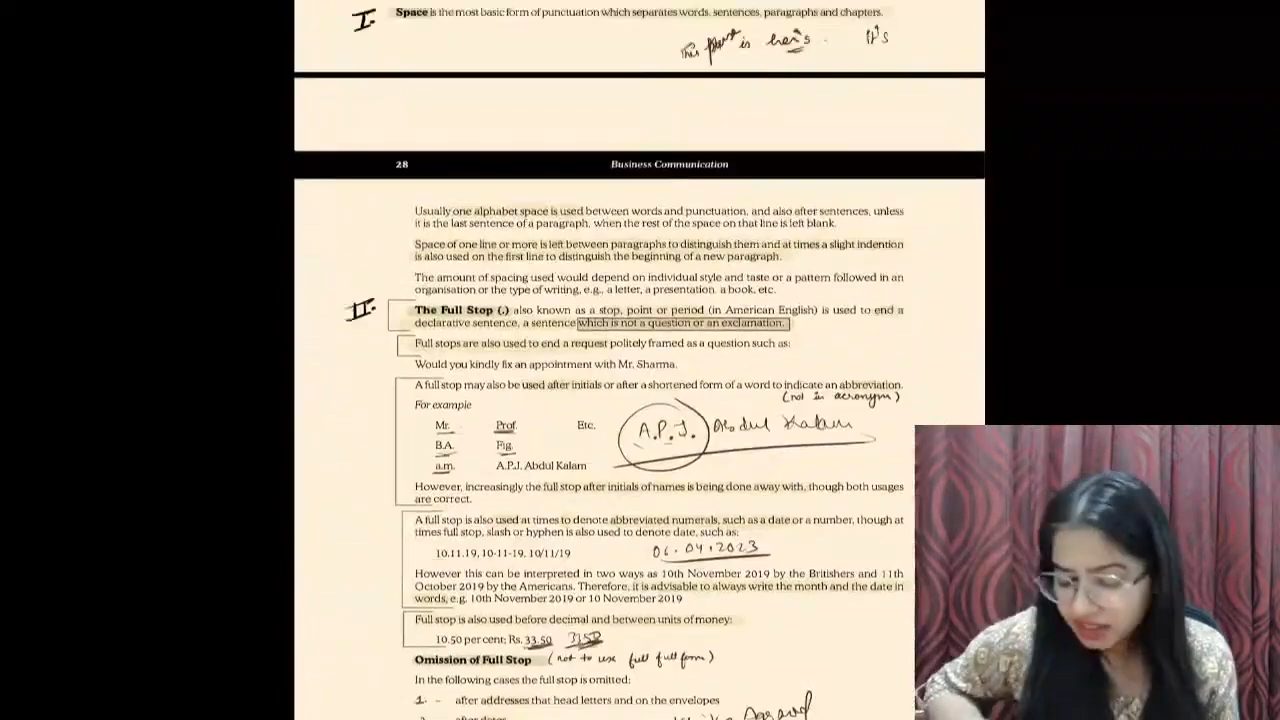 I.
Space is the most basic form of punctuation which separates words, sentences, paragraphs and chapters.
This is her's . It's
28 Business Communication
Usually one alphabet space is used between words and punctuation, and also after sentences, unless
it is the last sentence of a paragraph, when the rest of the space on that line is left blank.
Space of one line or more is left between paragraphs to distinguish them and at times a slight indention
is also used on the first line to distinguish the beginning of a new paragraph.
The amount of spacing used would depend on individual style and taste or a pattern followed in an
organisation or the type of writing, e.g., a letter, a presentation, a book, etc.
II.
The Full Stop (.) also known as a stop, point or period (in American English) is used to end a
declarative sentence, a sentence which is not a question or an exclamation.
Full stops are also used to end a request politely framed as a question such as:
Would you kindly fix an appointment with Mr. Sharma.
A full stop may also be used after initials or after a shortened form of a word to indicate an abbreviation.
(not in acronym)
For example
Mr. Prof. Etc. A.P.J. Abdul Kalam
B.A. Fig.
a.m. A.P.J. Abdul Kalam
However, increasingly the full stop after initials of names is being done away with, though both usages
are correct.
A full stop is also used at times to denote abbreviated numerals, such as a date or a number, though at
times full stop, slash or hyphen is also used to denote date, such as:
10.11.19, 10-11-19, 10/11/19 06.04.2023
However this can be interpreted in two ways as 10th November 2019 by the Britishers and 11th
October 2019 by the Americans. Therefore, it is advisable to always write the month and the date in
words, e.g. 10th November 2019 or 10 November 2019
Full stop is also used before decimal and between units of money:
10.50 per cent; Rs. 33.50
Omission of Full Stop (not to use full full form)
In the following cases the full stop is omitted:
1. - after addresses that head letters and on the envelopes
after dates